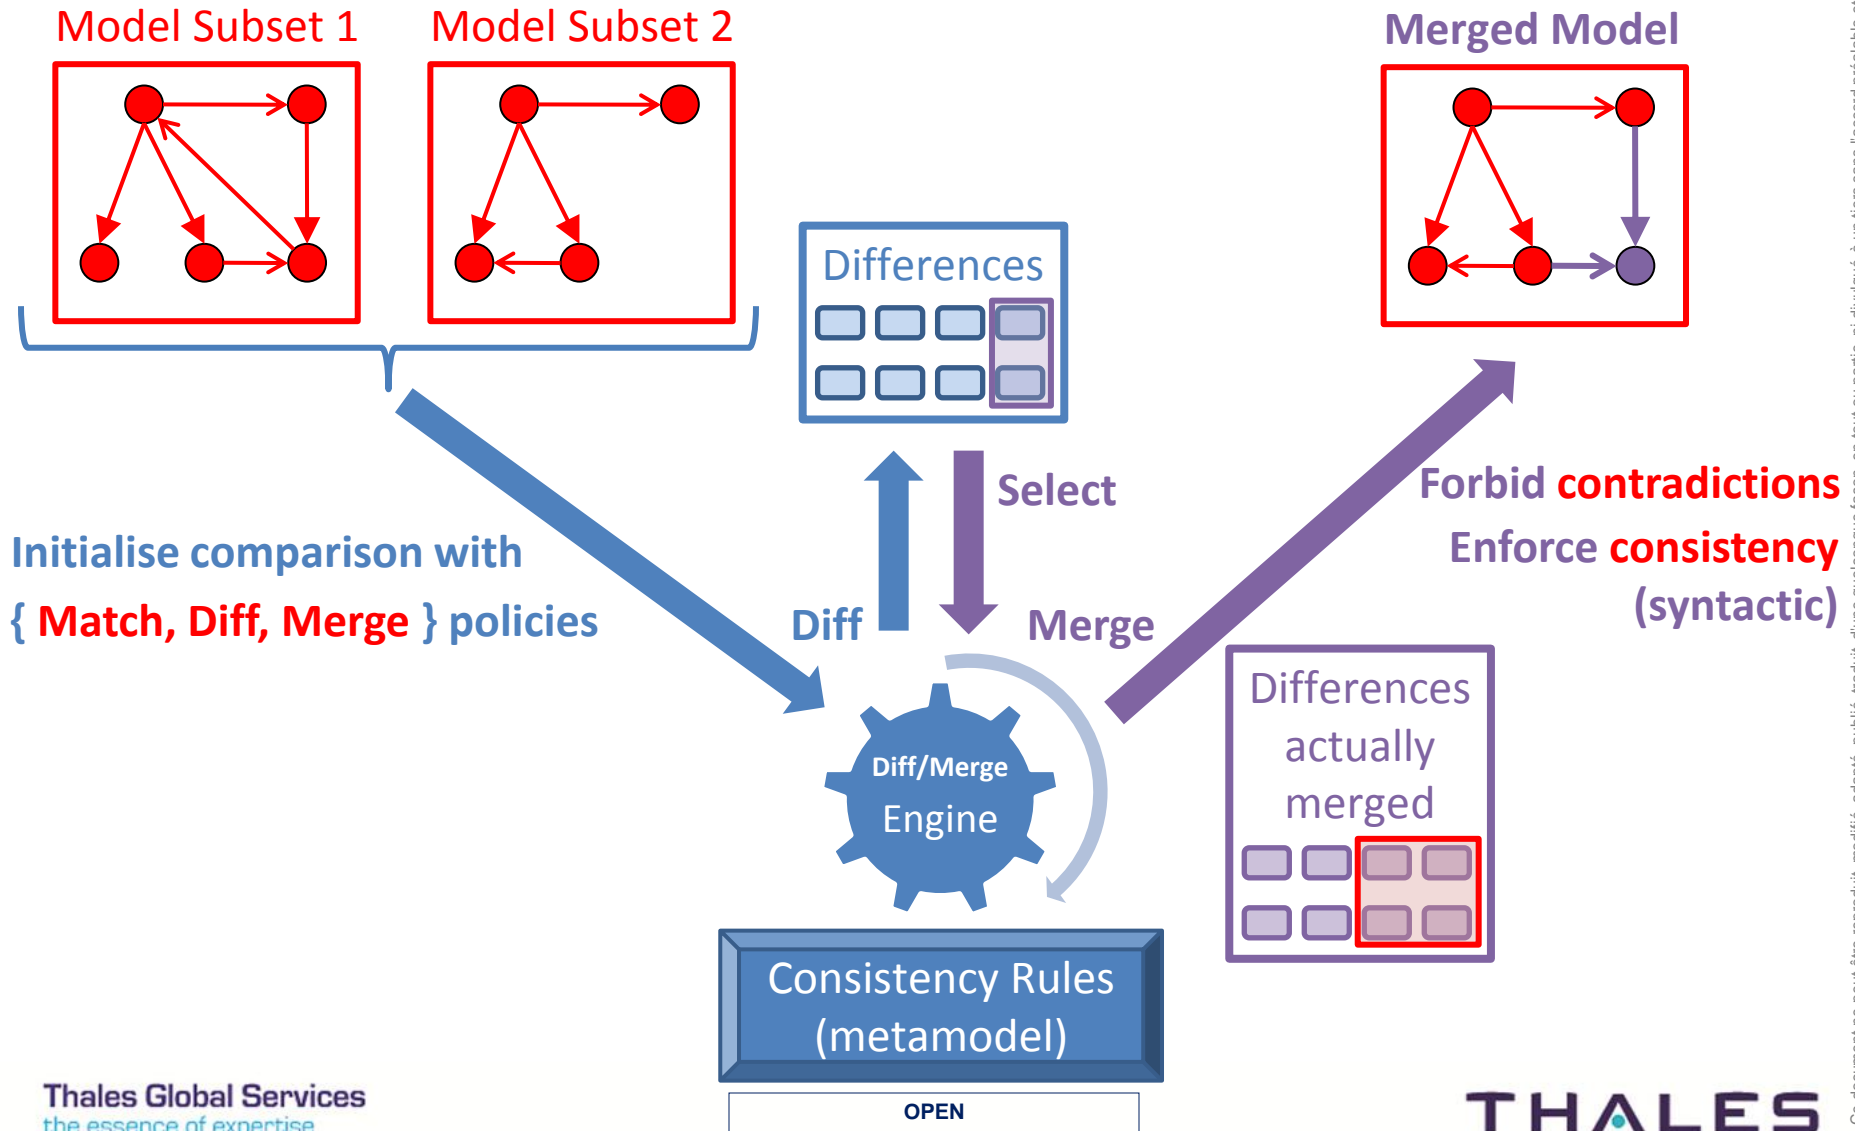 Model Subset 1
Model Subset 2
Merged Model
Differences
Select
Forbid contradictions
Enforce consistency
(syntactic)
Initialise comparison with
{ Match, Diff, Merge } policies
Diff
Merge
Differences
actually
merged
Diff/Merge
Engine
Consistency Rules
(metamodel)
Thales Global Services
the essence of expertise
OPEN
THALES